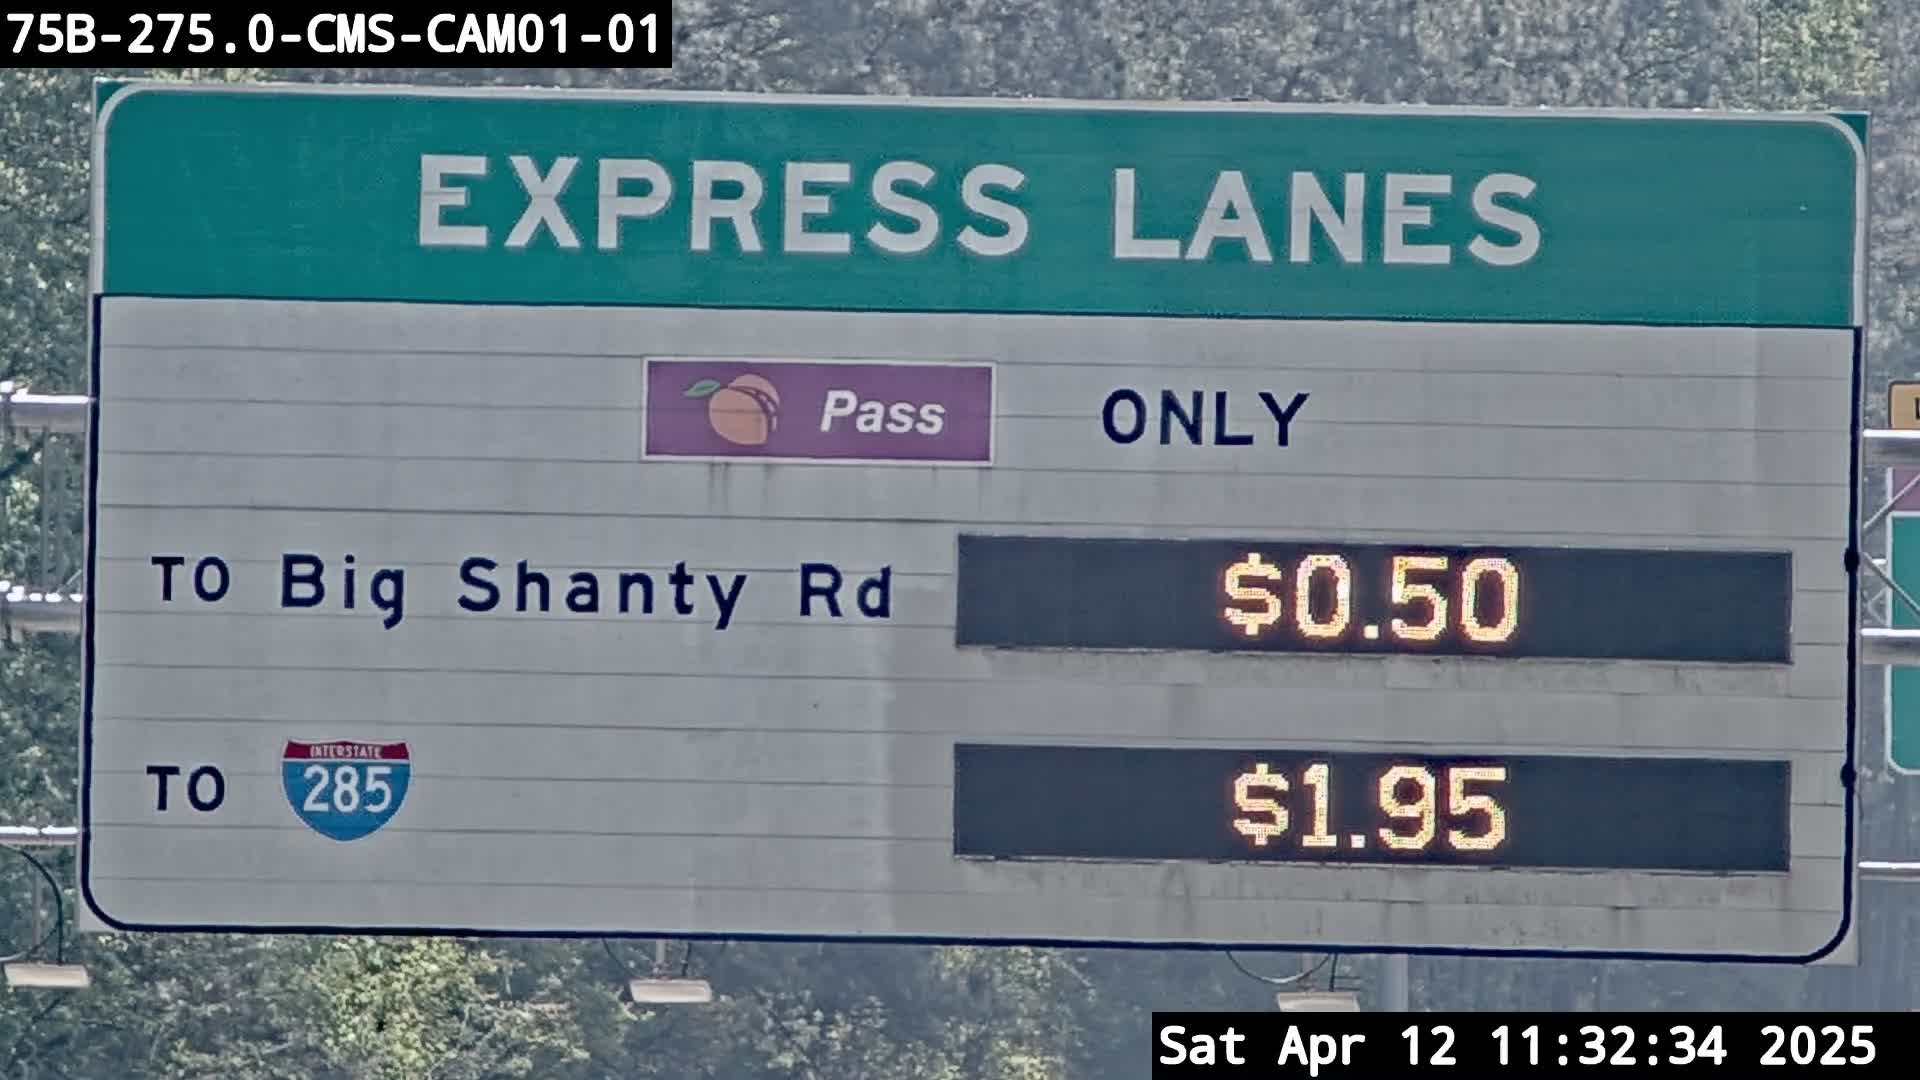 75B-275.0-CMS-CAM01-01
EXPRESS LANES
Pass ONLY
TO Big Shanty Rd $0.50
TO INTERSTATE 285 $1.95
Sat Apr 12 11:32:34 2025